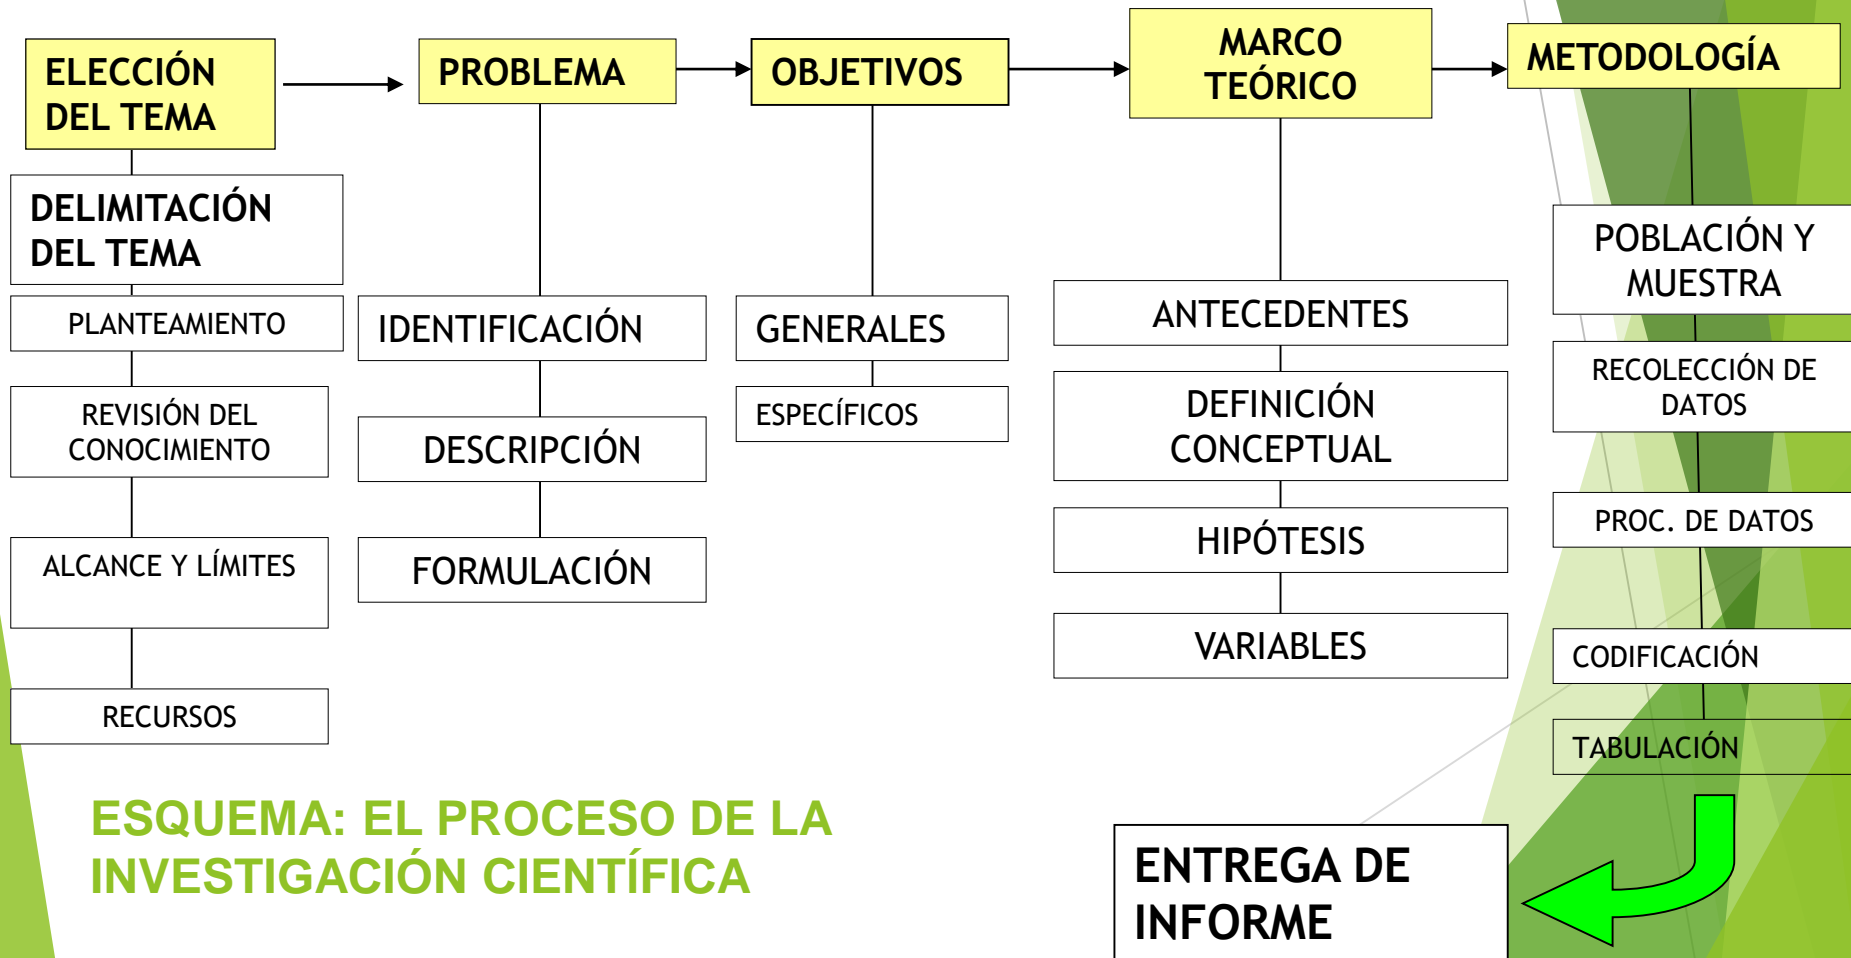 ELECCIÓN
DEL TEMA
DELIMITACIÓN
DEL TEMA
PLANTEAMIENTO
REVISIÓN DEL
CONOCIMIENTO
ALCANCE Y LÍMITES
RECURSOS
PROBLEMA
IDENTIFICACIÓN
DESCRIPCIÓN
FORMULACIÓN
OBJETIVOS
GENERALES
ESPECÍFICOS
MARCO
TEÓRICO
ANTECEDENTES
DEFINICIÓN
CONCEPTUAL
HIPÓTESIS
VARIABLES
METODOLOGÍA
POBLACIÓN Y
MUESTRA
RECOLECCIÓN DE
DATOS
PROC. DE DATOS
CODIFICACIÓN
TABULACIÓN
ENTREGA DE
INFORME
ESQUEMA: EL PROCESO DE LA
INVESTIGACIÓN CIENTÍFICA